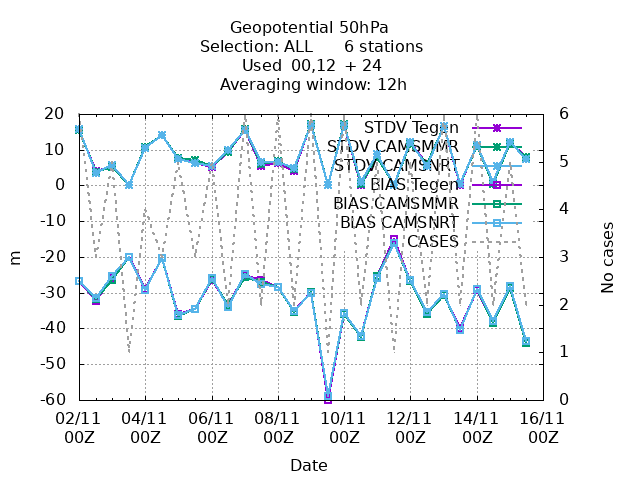 Geopotential 50hPa
Selection: ALL 6 stations
Used 00,12 + 24
Averaging window: 12h
20
10
0
-10
-20
-30
-40
-50
-60
m
6
5
4
3
2
1
0
No cases
STDV Tegen
STDV CAMSMMR
STDV CAMSNRT
BIAS Tegen
BIAS CAMSMMR
BIAS CAMSNRT
CASES
02/11 04/11 06/11 08/11 10/11 12/11 14/11 16/11
00Z 00Z 00Z 00Z 00Z 00Z 00Z 00Z
Date